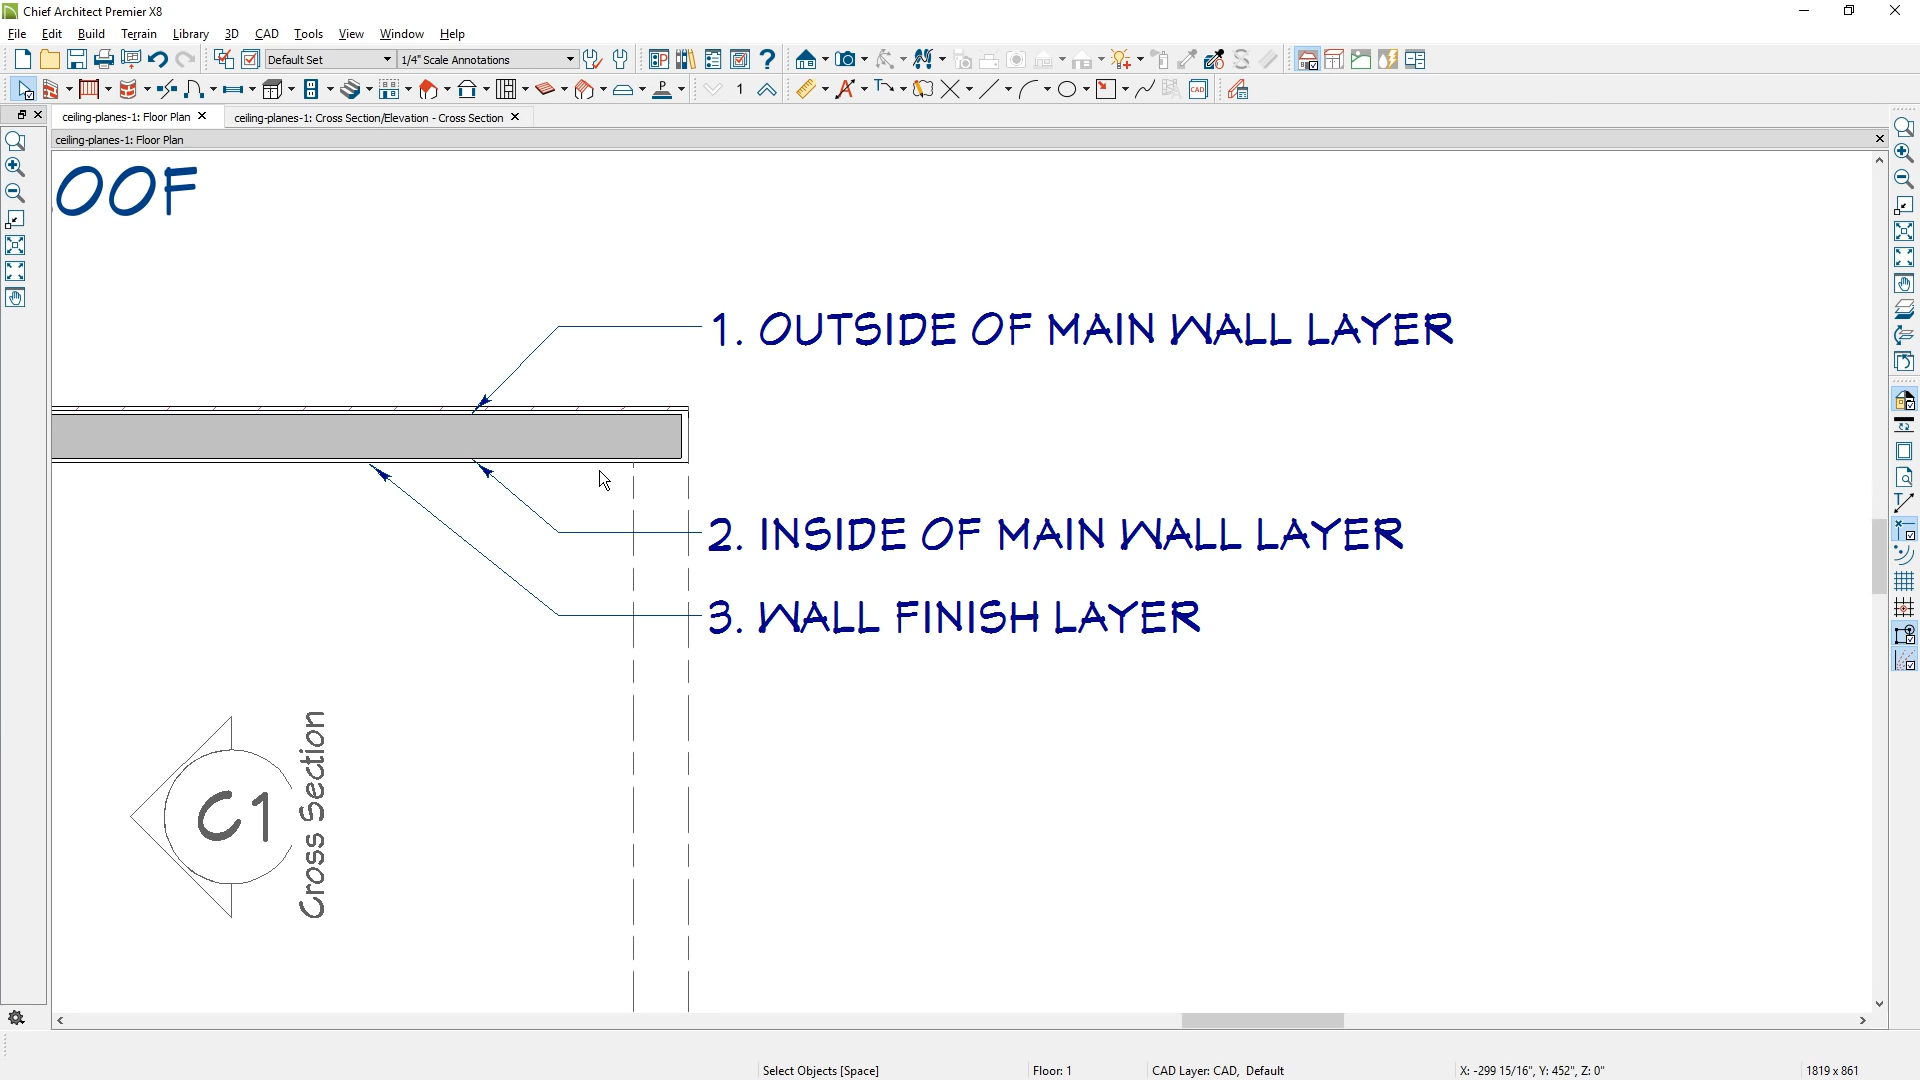 Chief Architect Premier X8
File Edit Build Terrain Library 3D CAD Tools View Window Help
Default Set 1/4" Scale Annotations
1 CAD
ceiling-planes-1: Floor Plan ceiling-planes-1: Cross Section/Elevation - Cross Section
ceiling-planes-1: Floor Plan
OOF
1. OUTSIDE OF MAIN WALL LAYER
2. INSIDE OF MAIN WALL LAYER
3. WALL FINISH LAYER
C1
Cross Section
Select Objects [Space] Floor: 1 CAD Layer: CAD, Default X: -299 15/16", Y: 452", Z: 0" 1819 x 861